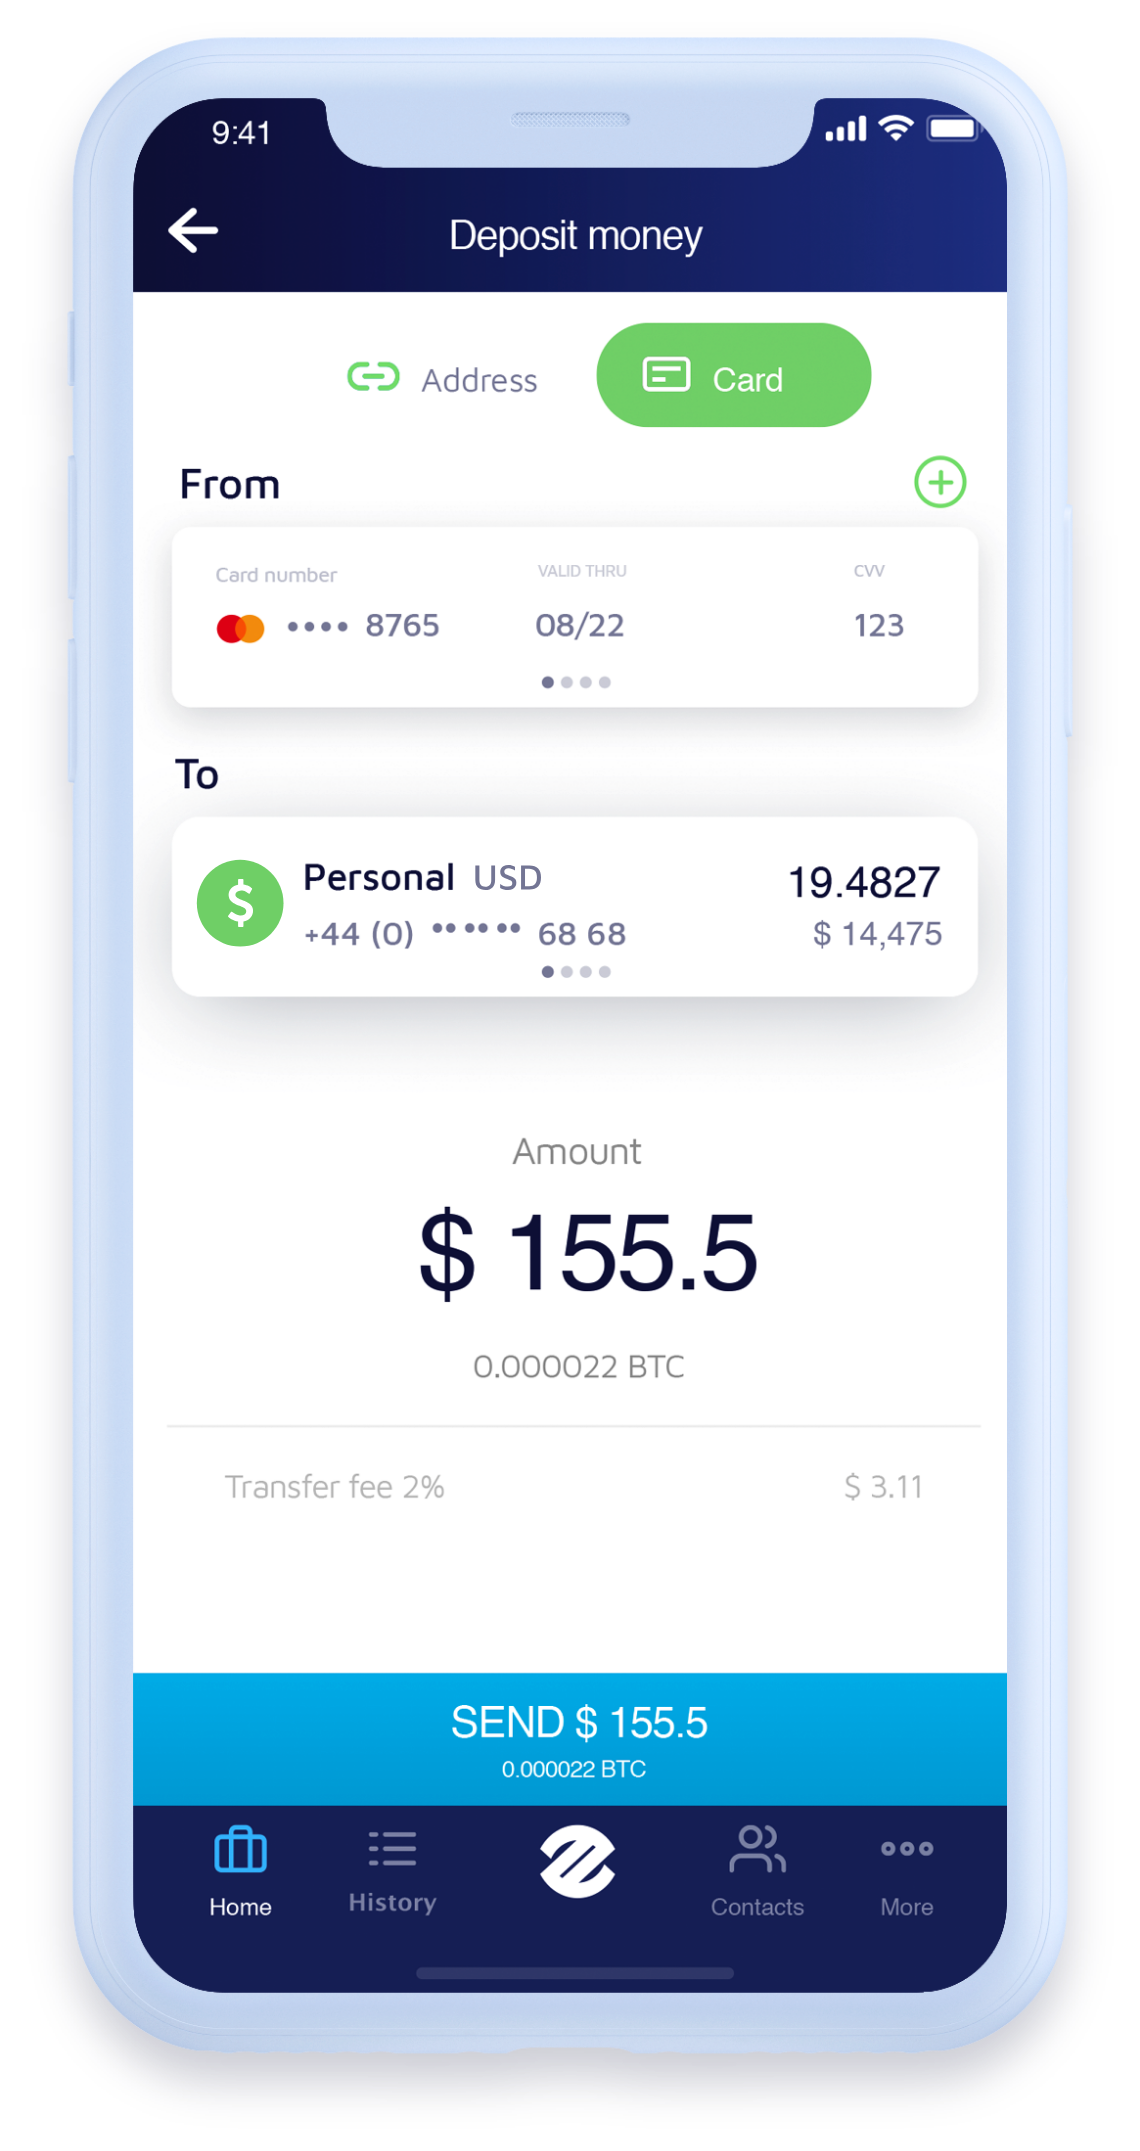 9:41
Deposit money
Address
Card
From
Card number VALID THRU CVV
•••• 8765 08/22 123
To
Personal USD 19.4827
+44 (0) •• •• •• 68 68 $ 14,475
Amount
$ 155.5
0.000022 BTC
Transfer fee 2% $ 3.11
SEND $ 155.5
0.000022 BTC
Home History Contacts More